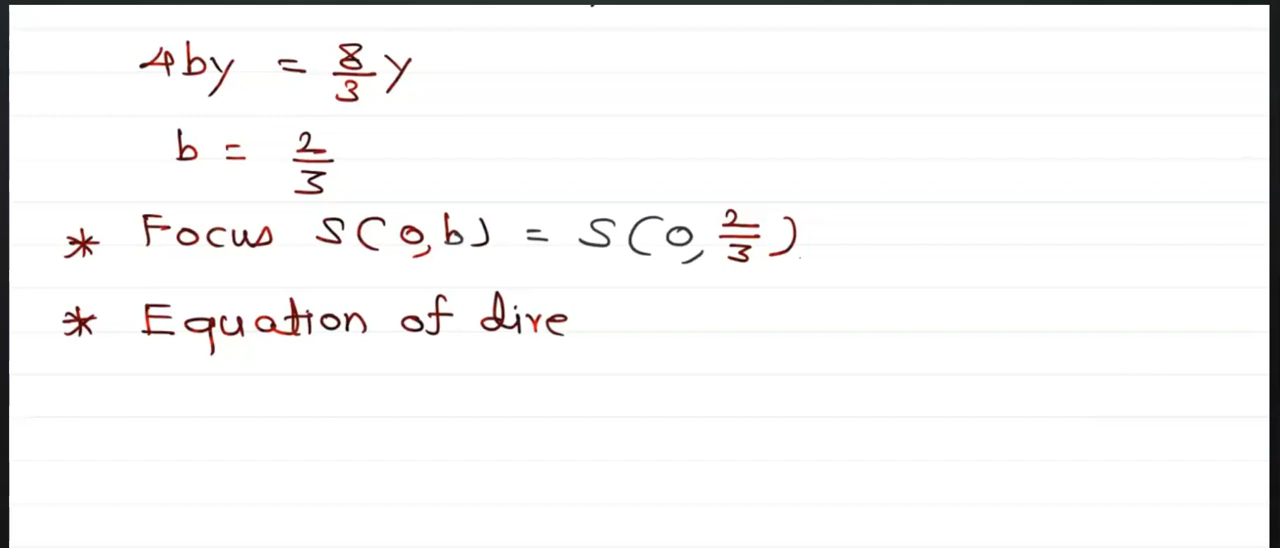 4by = 8/3 y
b = 2/3
* Focus S(0,b) = S(0, 2/3)
* Equation of dire